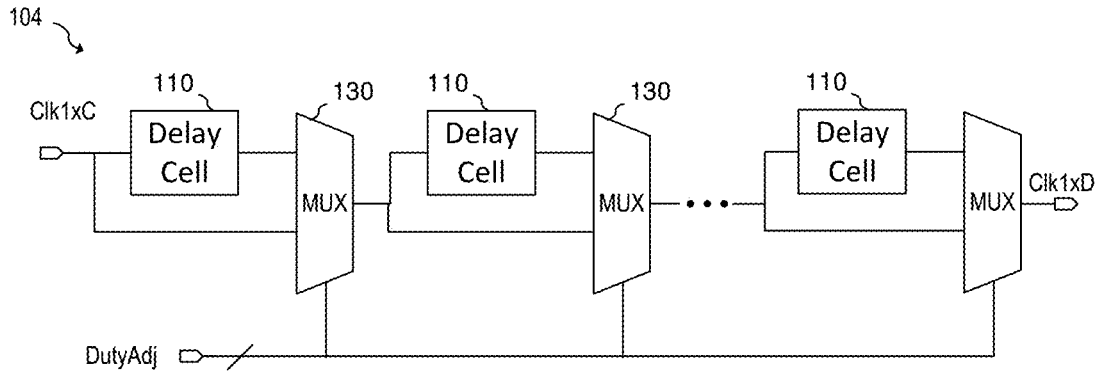 104
110
130
110
130
110
Clk1xC
Delay
Cell
MUX
Delay
Cell
MUX
Delay
Cell
MUX
Clk1xD
DutyAdj